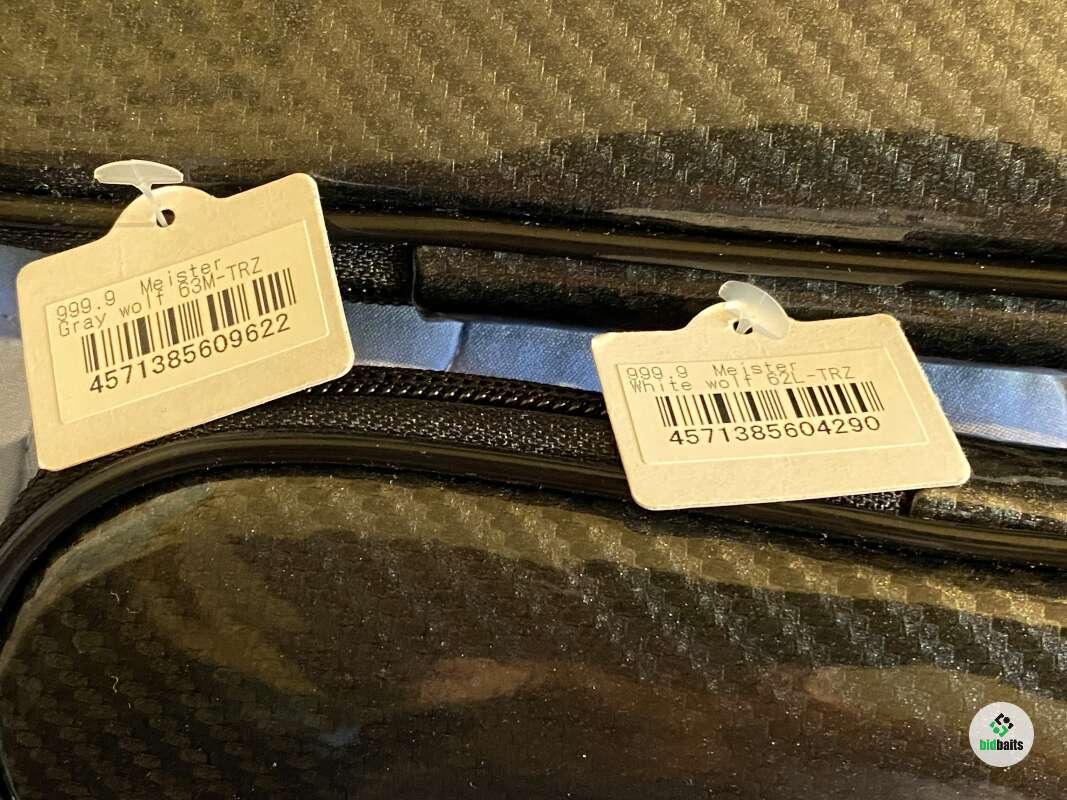 999.9 Meister
Gray wolf 63M-TRZ
4571385609622
999.9 Meister
White wolf 62L-TRZ
4571385604290
bidbaits